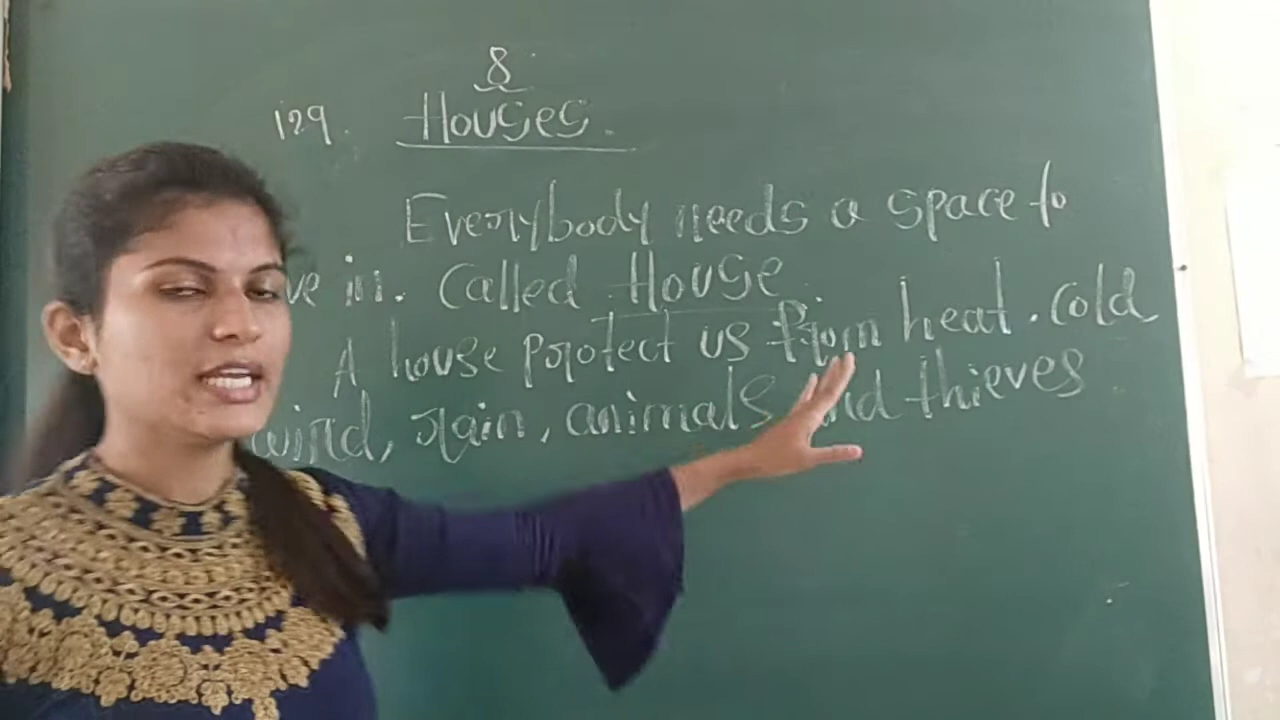 8
129. Houses.
Everybody needs a space to
ve in. Called House
A house protect us from heat. cold
wird, rain, animals and thieves